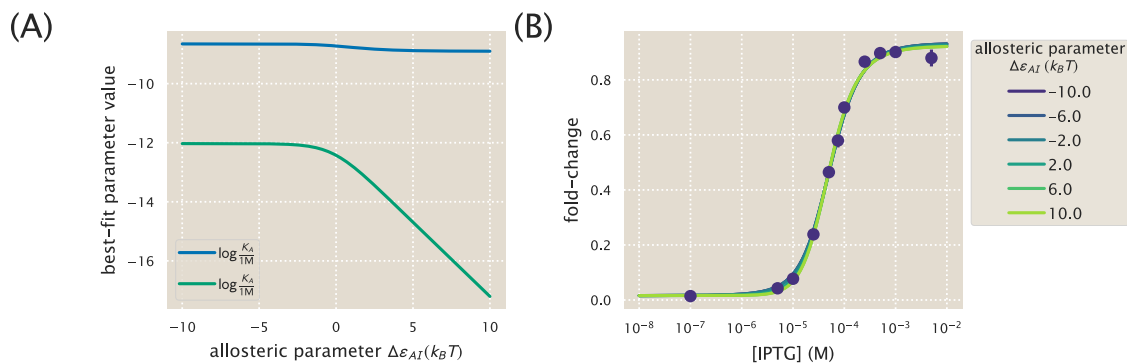 (A)
best-fit parameter value
−10
−12
−14
−16
log K_A/1M
log K_A/1M
−10 −5 0 5 10
allosteric parameter Δε_AI (k_BT)
(B)
fold-change
0.8
0.6
0.4
0.2
0.0
10⁻⁸ 10⁻⁷ 10⁻⁶ 10⁻⁵ 10⁻⁴ 10⁻³ 10⁻²
[IPTG] (M)
allosteric parameter
Δε_AI (k_BT)
−10.0
−6.0
−2.0
2.0
6.0
10.0